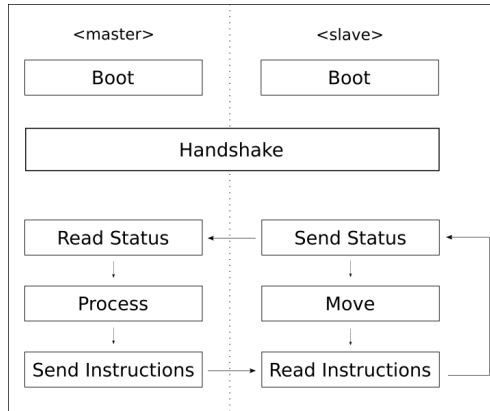 <master>
<slave>
Boot
Boot
Handshake
Read Status
Send Status
Process
Move
Send Instructions
Read Instructions